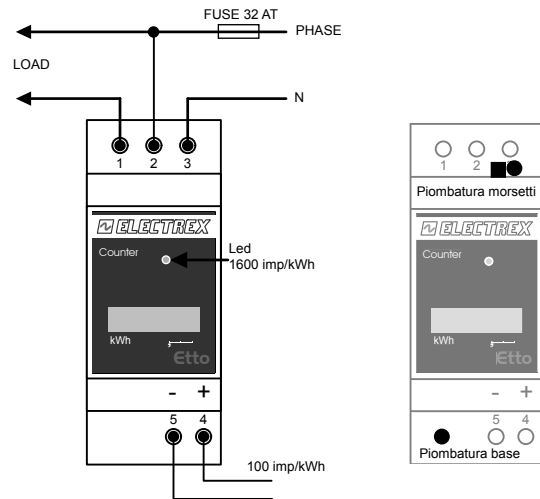 FUSE 32 AT
PHASE
LOAD
N
1 2 3
ELECTREX
Counter
Led
1600 imp/kWh
kWh
Etto
- +
5 4
100 imp/kWh
1 2
Piombatura morsetti
ELECTREX
Counter
kWh
Etto
- +
5 4
Piombatura base